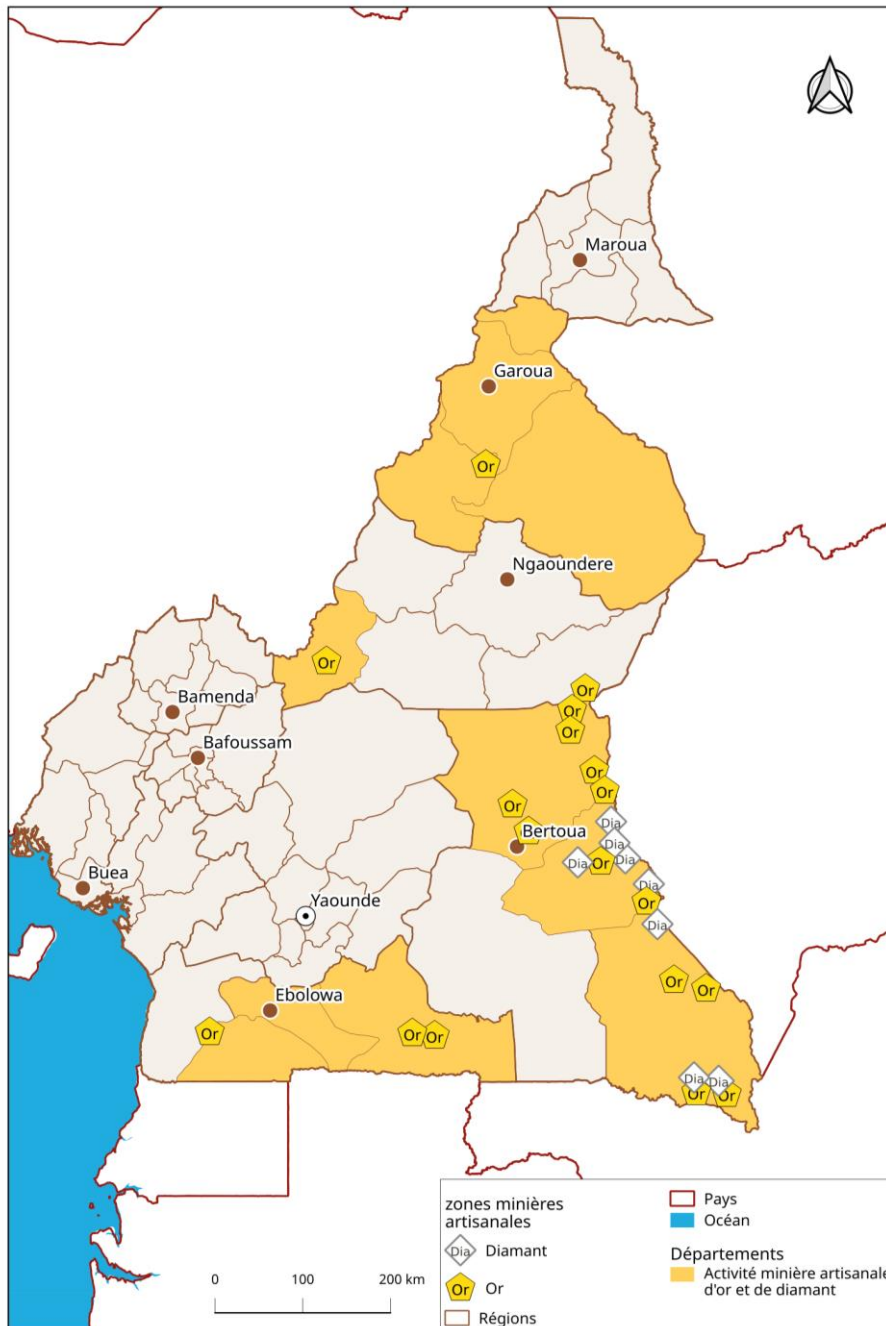 Maroua
Garoua
Or
Ngaoundere
Or
Bamenda
Or
Or
Or
Bafoussam
Or
Or
Or
Dia
Bertoua
Dia
Dia
Dia
Or
Buea
Dia
Or
Yaounde
Dia
Or
Or
Ebolowa
Or
Or
Or
Dia
Dia
Or
Or
zones minières
artisanales
Dia Diamant
Or Or
Régions
Pays
Océan
Départements
Activité minière artisanale
d'or et de diamant
0 100 200 km